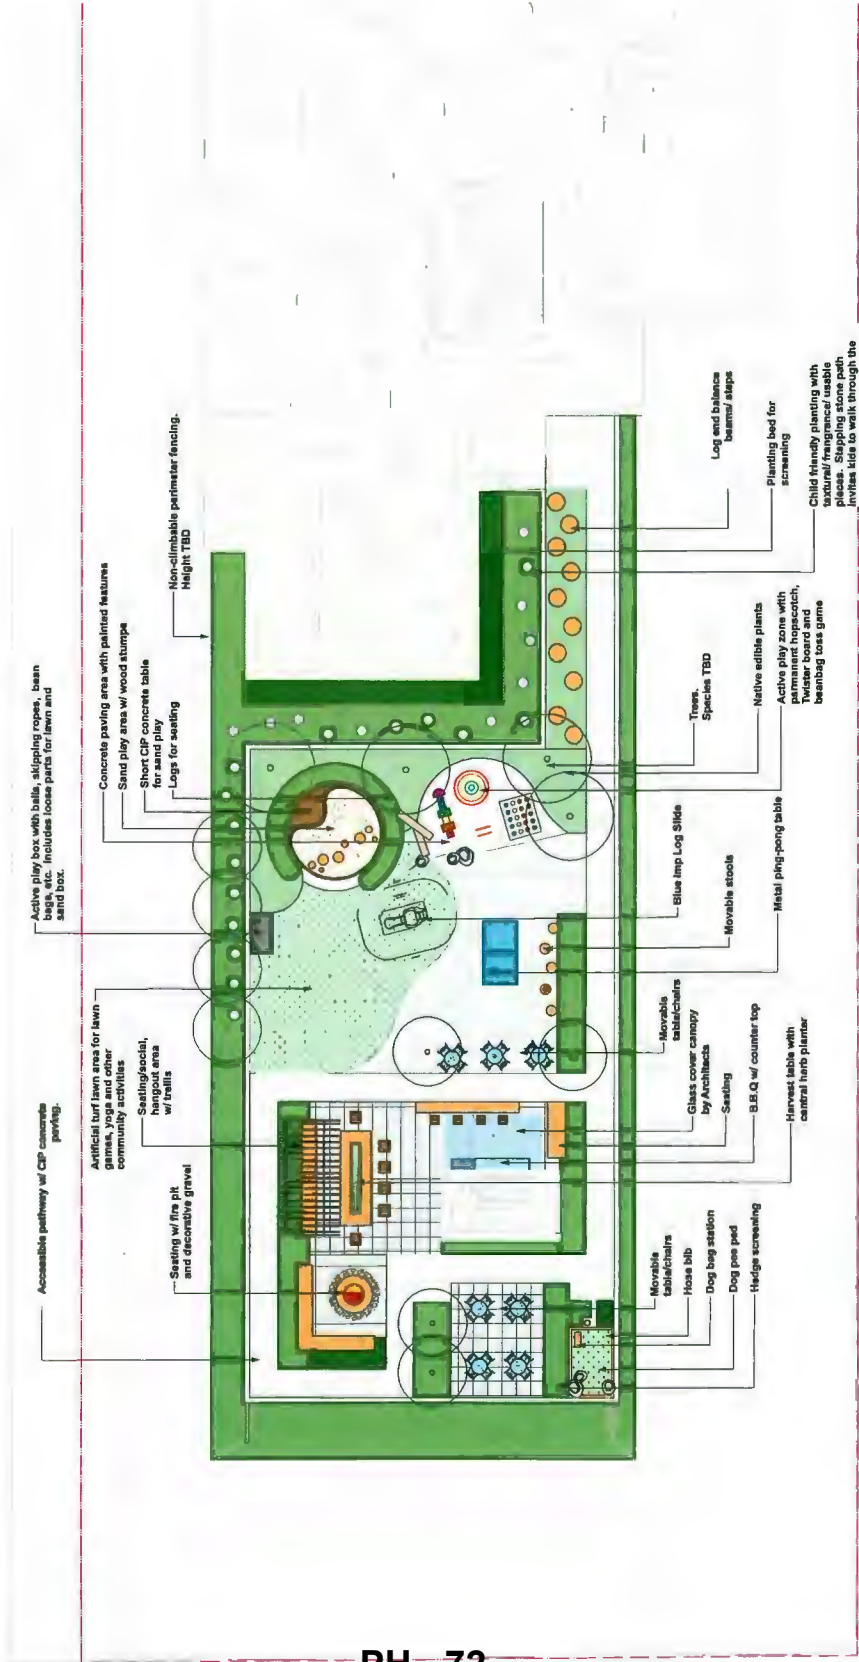 Accessible pathway w/ CIP concrete
paving.
Active play box with balls, skipping ropes, bean
bags, etc. Includes loose parts for lawn and
sand box.
Artificial turf lawn area for lawn
games, yoga and other
community activities
Seating/social,
hangout area
w/ trellis
Seating w/ fire pit
and decorative gravel
Concrete paving area with painted features
Sand play area w/ wood stumps
Short CIP concrete table
for sand play
Logs for seating
Non-climbable perimeter fencing.
Height TBD
Movable
table/chairs
Hose bib
Dog bag station
Dog pee pad
Hedge screening
Movable
table/chairs
Glass cover canopy
by Architects
Seating
B.B.Q w/ counter top
Harvest table with
central herb planter
Blue Imp Log Slide
Movable stools
Metal ping-pong table
Trees.
Species TBD
Native edible plants
Active play zone with
permanent hopscotch,
Twister board and
beanbag toss game
Log end balance
beams/ steps
Planting bed for
screening
Child friendly planting with
textural/ frangrance/ usable
pieces. Stepping stone path
invites kids to walk through the
PH - 72